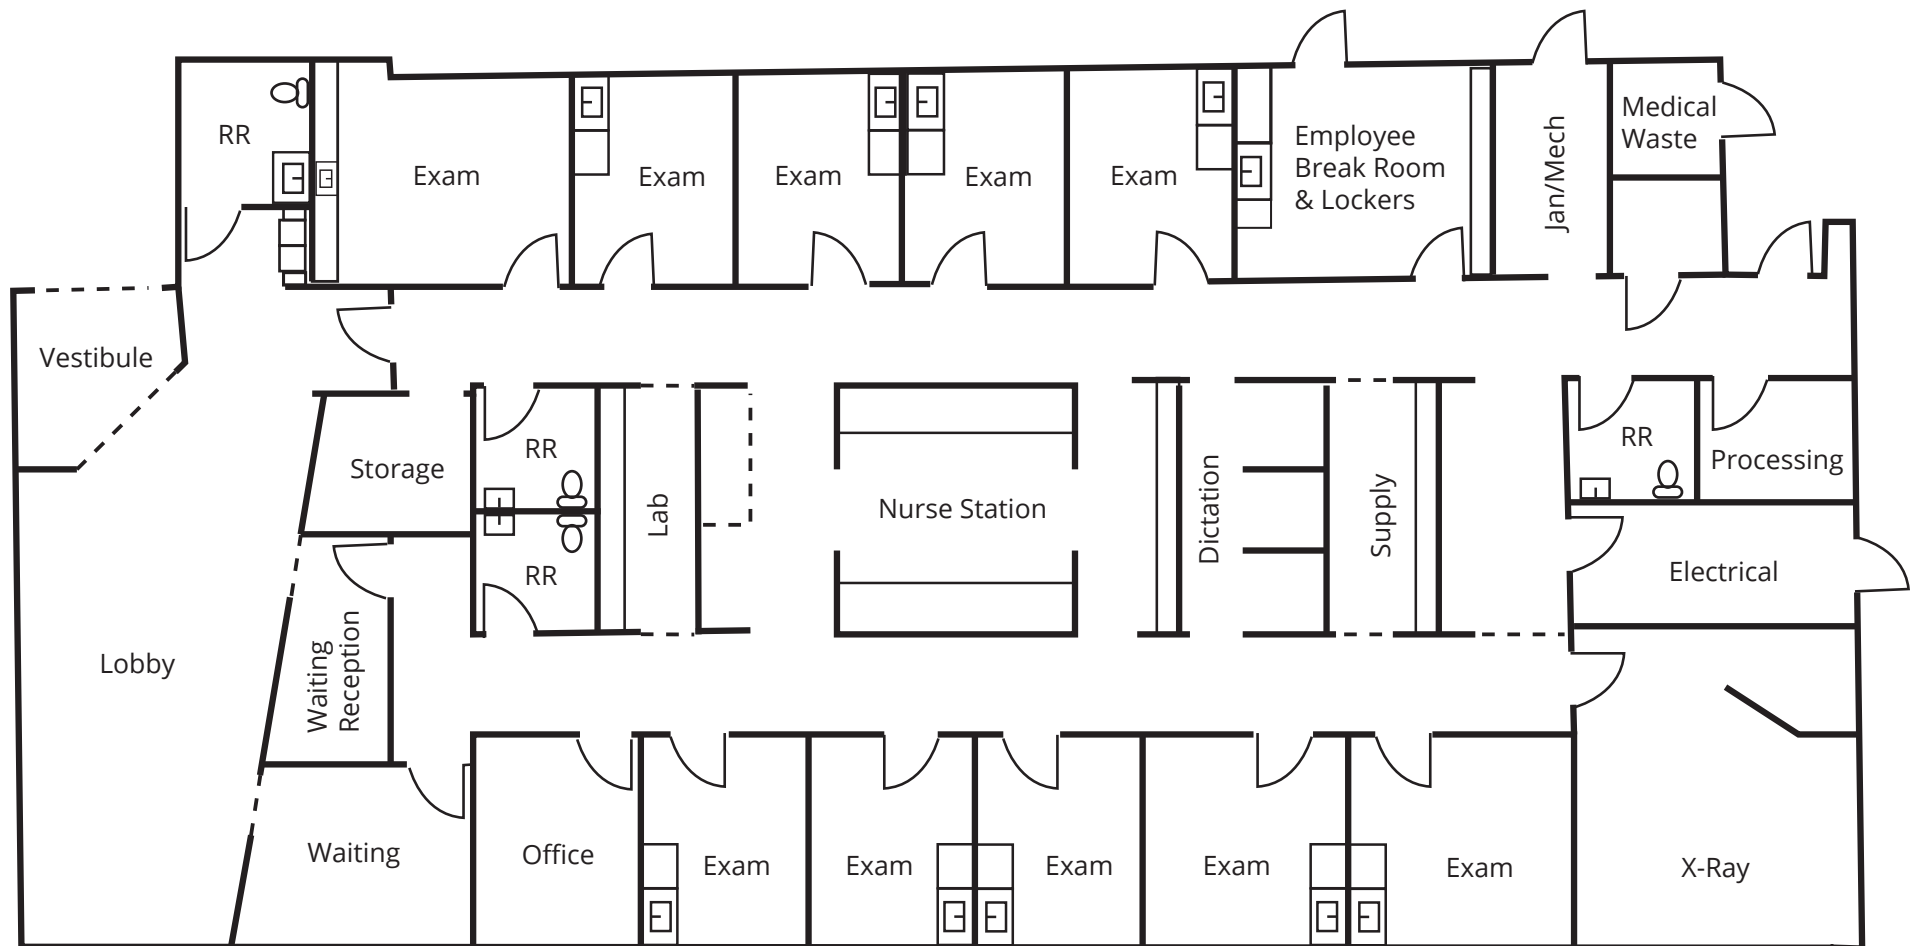 RR
Exam
Exam
Exam
Exam
Exam
Employee
Break Room
& Lockers
Jan/Mech
Medical
Waste
Vestibule
Storage
RR
RR
Lab
Nurse Station
Dictation
Supply
RR
Processing
Electrical
Lobby
Waiting
Reception
Waiting
Office
Exam
Exam
Exam
Exam
Exam
X-Ray